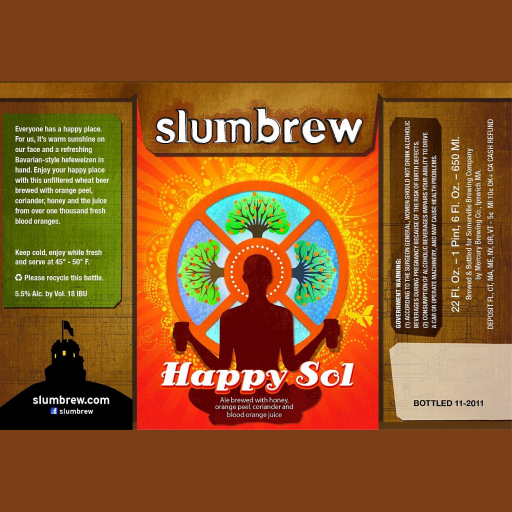 Everyone has a happy place.
For us, it's warm sunshine on
our face and a refreshing
Bavarian-style hefeweizen in
hand. Enjoy your happy place
with this unfiltered wheat beer
brewed with orange peel,
coriander, honey and the juice
from over one thousand fresh
blood oranges.
Keep cold, enjoy while fresh
and serve at 45° - 50° F.
Please recycle this bottle.
5.5% Alc. by Vol. 18 IBU
slumbrew.com
slumbrew
slumbrew
Happy Sol
Ale brewed with honey,
orange peel, coriander and
blood orange juice
GOVERNMENT WARNING:
(1) ACCORDING TO THE SURGEON GENERAL, WOMEN SHOULD NOT DRINK ALCOHOLIC
BEVERAGES DURING PREGNANCY BECAUSE OF THE RISK OF BIRTH DEFECTS.
(2) CONSUMPTION OF ALCOHOLIC BEVERAGES IMPAIRS YOUR ABILITY TO DRIVE
A CAR OR OPERATE MACHINERY, AND MAY CAUSE HEALTH PROBLEMS.
22 Fl. Oz. – 1 Pint, 6 Fl. Oz. – 650 Ml.
Brewed & Bottled for Somerville Brewing Company
by Mercury Brewing Co., Ipswich MA.
DEPOSIT FL, CT, MA, ME, NY, OR, VT - 5¢ MI 10¢ OK+ CA CASH REFUND
BOTTLED 11-2011